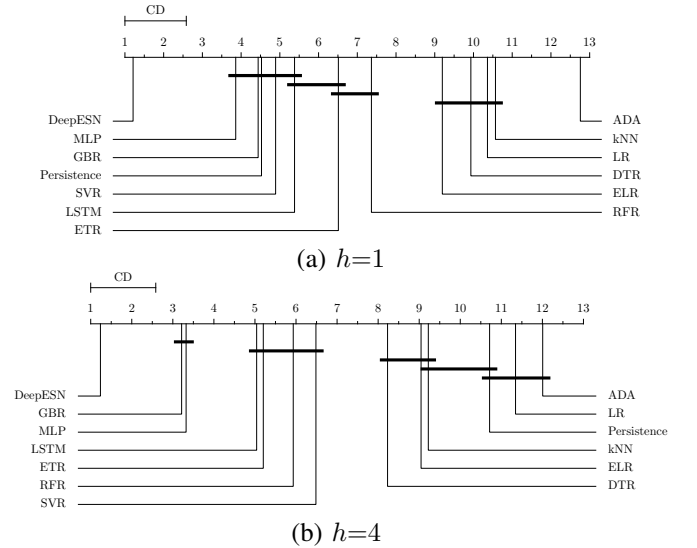 CD
1 2 3 4 5 6 7 8 9 10 11 12 13
DeepESN ADA
MLP kNN
GBR LR
Persistence DTR
SVR ELR
LSTM RFR
ETR
(a) h=1
CD
1 2 3 4 5 6 7 8 9 10 11 12 13
DeepESN ADA
GBR LR
MLP Persistence
LSTM kNN
ETR ELR
RFR DTR
SVR
(b) h=4